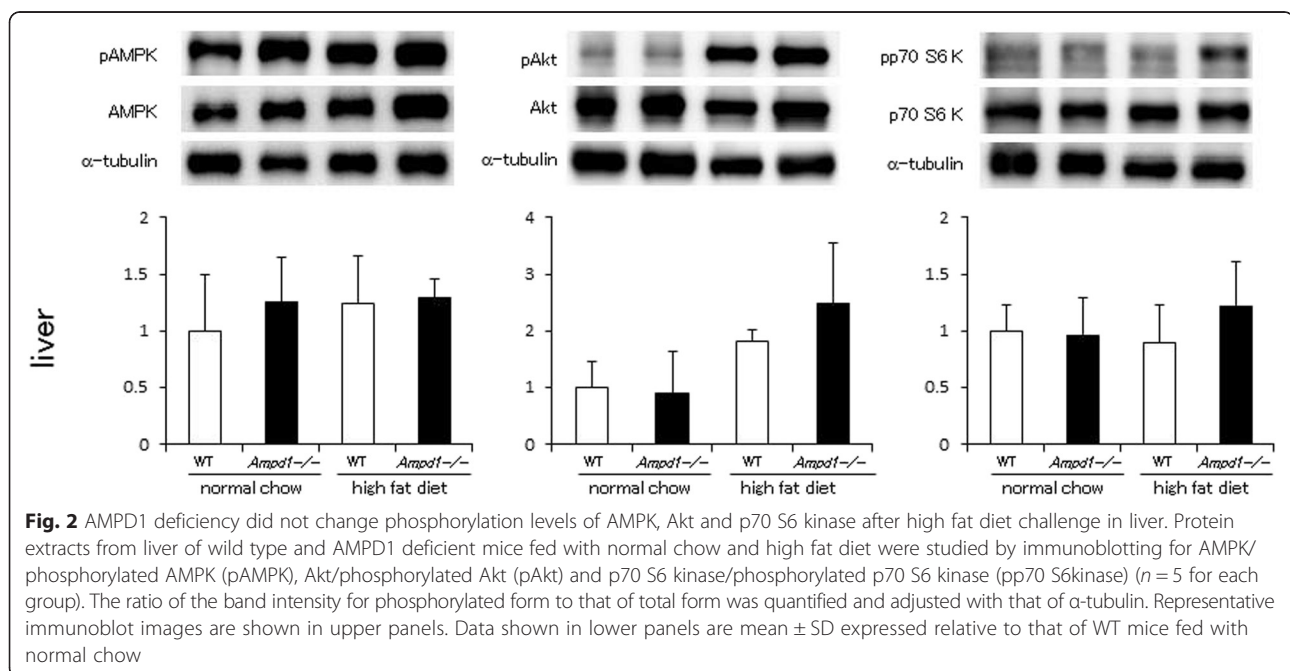 pAMPK
AMPK
α-tubulin
pAkt
Akt
α-tubulin
pp70 S6 K
p70 S6 K
α-tubulin
liver
2
1.5
1
0.5
0
WT Ampd1−/− WT Ampd1−/−
normal chow high fat diet
4
3
2
1
0
WT Ampd1−/− WT Ampd1−/−
normal chow high fat diet
2
1.5
1
0.5
0
WT Ampd1−/− WT Ampd1−/−
normal chow high fat diet
Fig. 2 AMPD1 deficiency did not change phosphorylation levels of AMPK, Akt and p70 S6 kinase after high fat diet challenge in liver. Protein
extracts from liver of wild type and AMPD1 deficient mice fed with normal chow and high fat diet were studied by immunoblotting for AMPK/
phosphorylated AMPK (pAMPK), Akt/phosphorylated Akt (pAkt) and p70 S6 kinase/phosphorylated p70 S6 kinase (pp70 S6kinase) (n = 5 for each
group). The ratio of the band intensity for phosphorylated form to that of total form was quantified and adjusted with that of α-tubulin. Representative
immunoblot images are shown in upper panels. Data shown in lower panels are mean ± SD expressed relative to that of WT mice fed with
normal chow